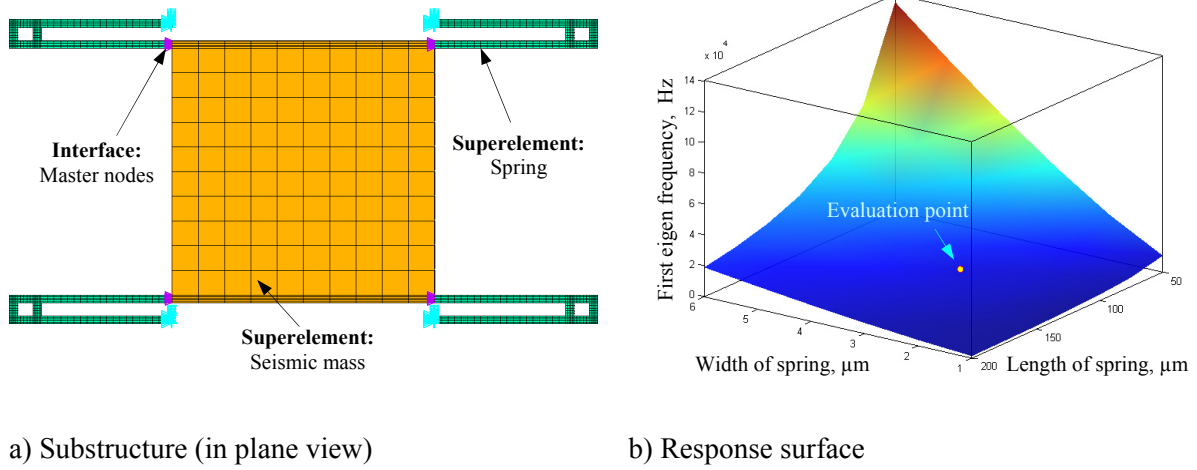 Interface:
Master nodes
Superelement:
Spring
Superelement:
Seismic mass
x 10⁴
14
12
10
8
6
4
2
0
First eigen frequency, Hz
Evaluation point
6
5
4
3
2
1
Width of spring, µm
200
150
100
50
Length of spring, µm
a) Substructure (in plane view)
b) Response surface